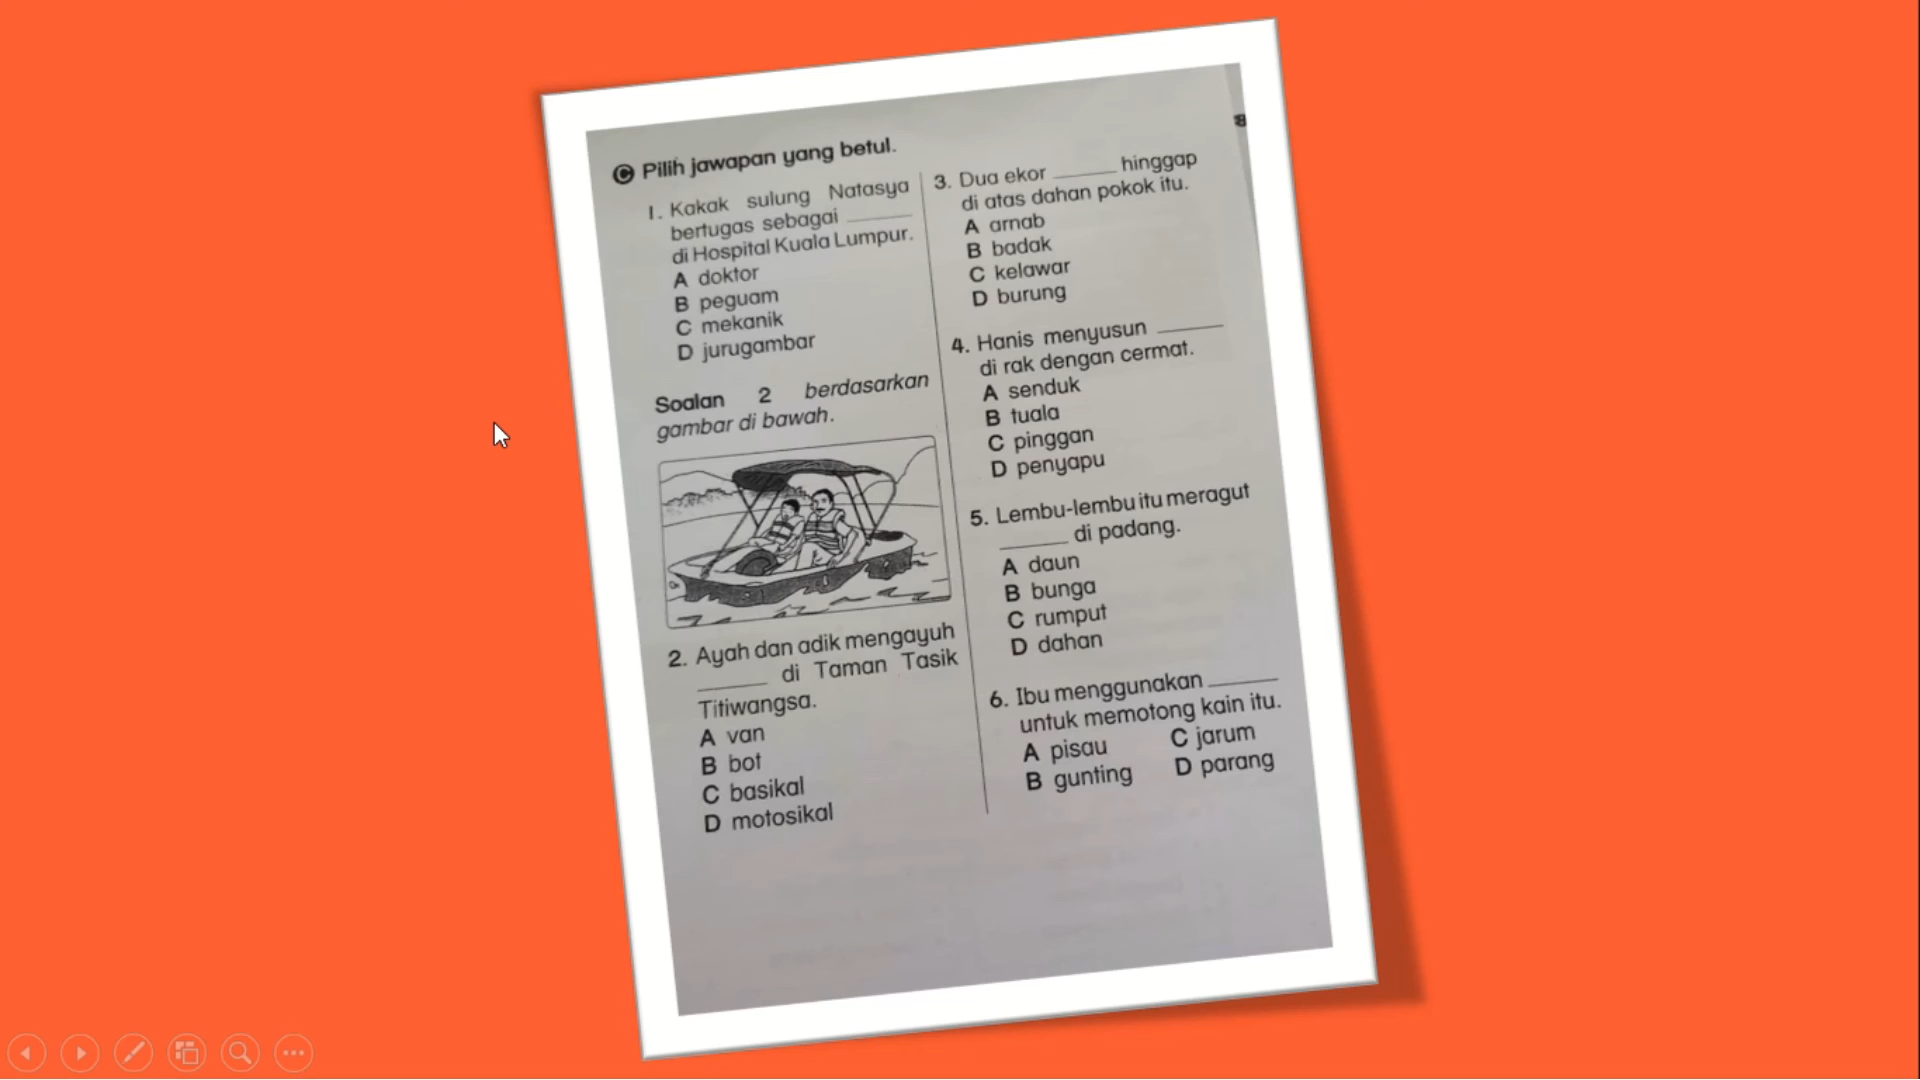 C Pilih jawapan yang betul.
1. Kakak sulung Natasya
bertugas sebagai ______
di Hospital Kuala Lumpur.
A doktor
B peguam
C mekanik
D jurugambar
Soalan 2 berdasarkan
gambar di bawah.
2. Ayah dan adik mengayuh
______ di Taman Tasik
Titiwangsa.
A van
B bot
C basikal
D motosikal
3. Dua ekor ______ hinggap
di atas dahan pokok itu.
A arnab
B badak
C kelawar
D burung
4. Hanis menyusun ______
di rak dengan cermat.
A senduk
B tuala
C pinggan
D penyapu
5. Lembu-lembu itu meragut
______ di padang.
A daun
B bunga
C rumput
D dahan
6. Ibu menggunakan ______
untuk memotong kain itu.
A pisau C jarum
B gunting D parang